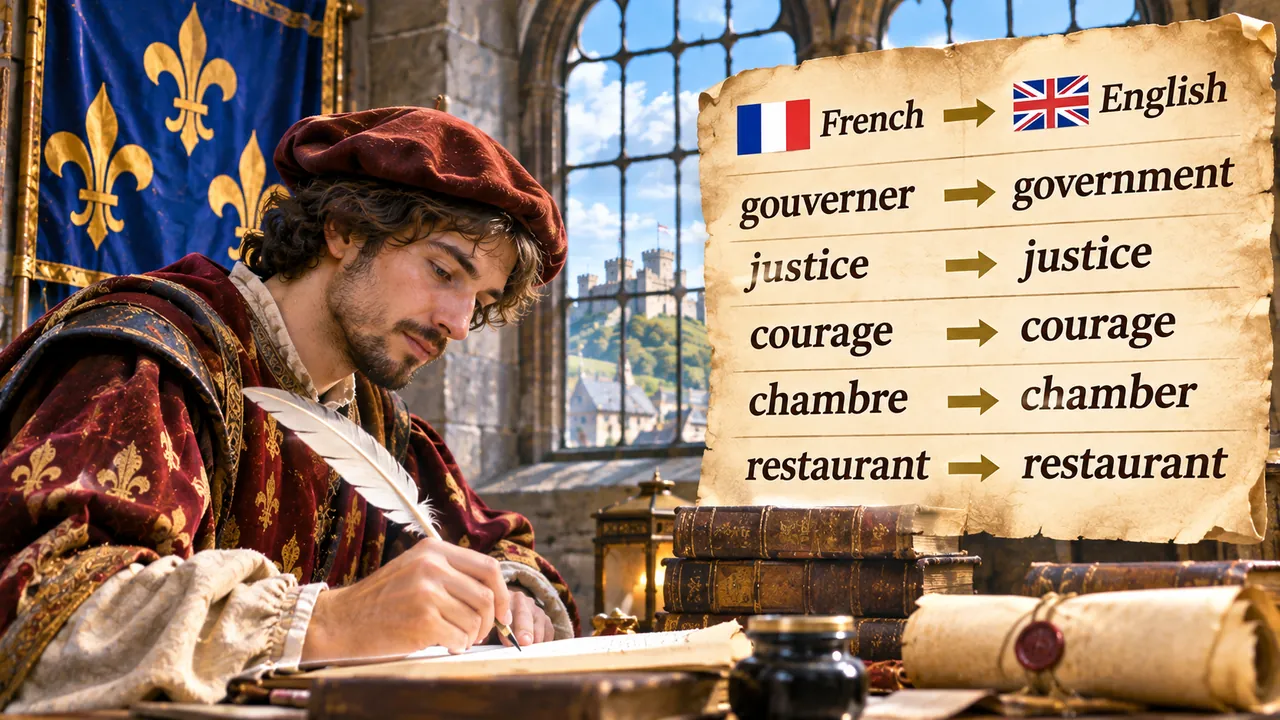 French → English
gouverner → government
justice → justice
courage → courage
chambre → chamber
restaurant → restaurant